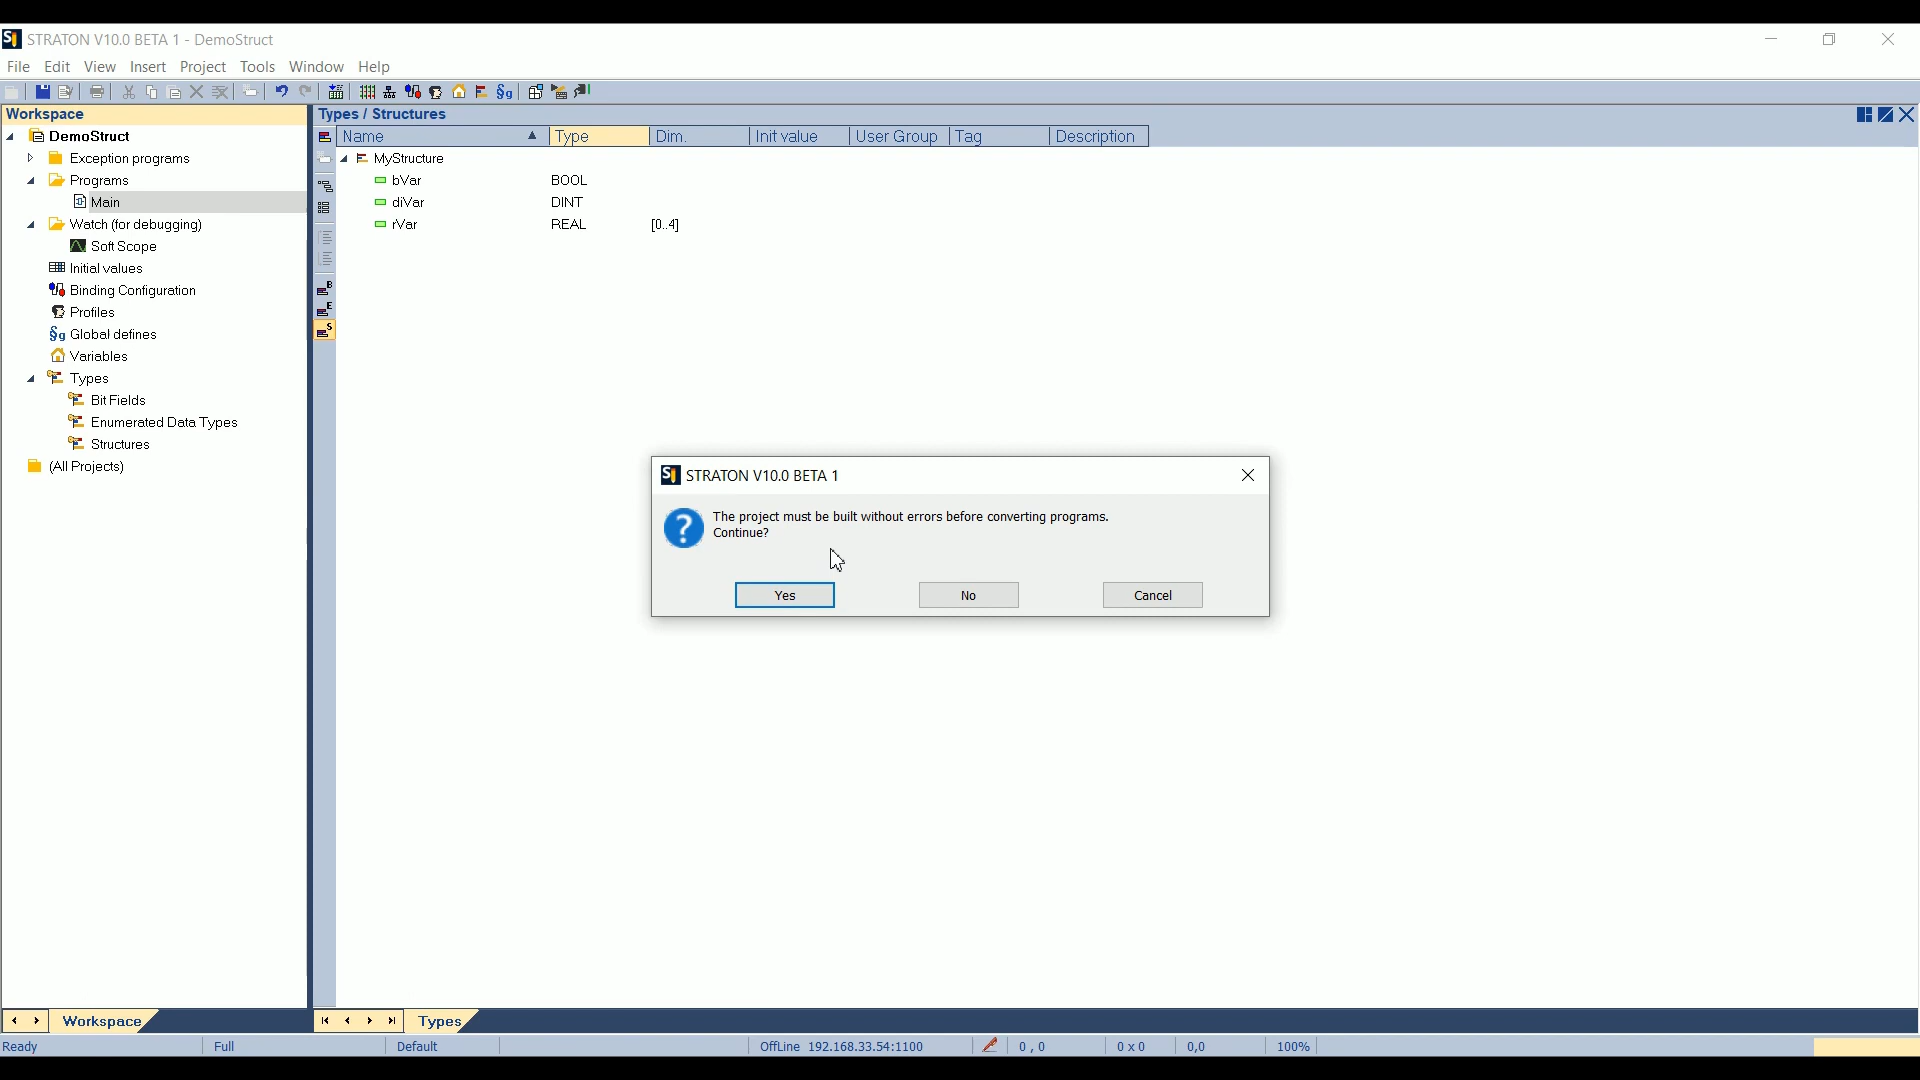 STRATON V10.0 BETA 1 - DemoStruct
File Edit View Insert Project Tools Window Help
Workspace
DemoStruct
Exception programs
Programs
Main
Watch (for debugging)
Soft Scope
Initial values
Binding Configuration
Profiles
Global defines
Variables
Types
Bit Fields
Enumerated Data Types
Structures
(All Projects)
Types / Structures
Name Type Dim. Init value User Group Tag Description
MyStructure
bVar BOOL
diVar DINT
rVar REAL [0..4]
STRATON V10.0 BETA 1
The project must be built without errors before converting programs.
Continue?
Yes No Cancel
Workspace
Types
Ready Full Default OffLine 192.168.33.54:1100 0 , 0 0 x 0 0,0 100%